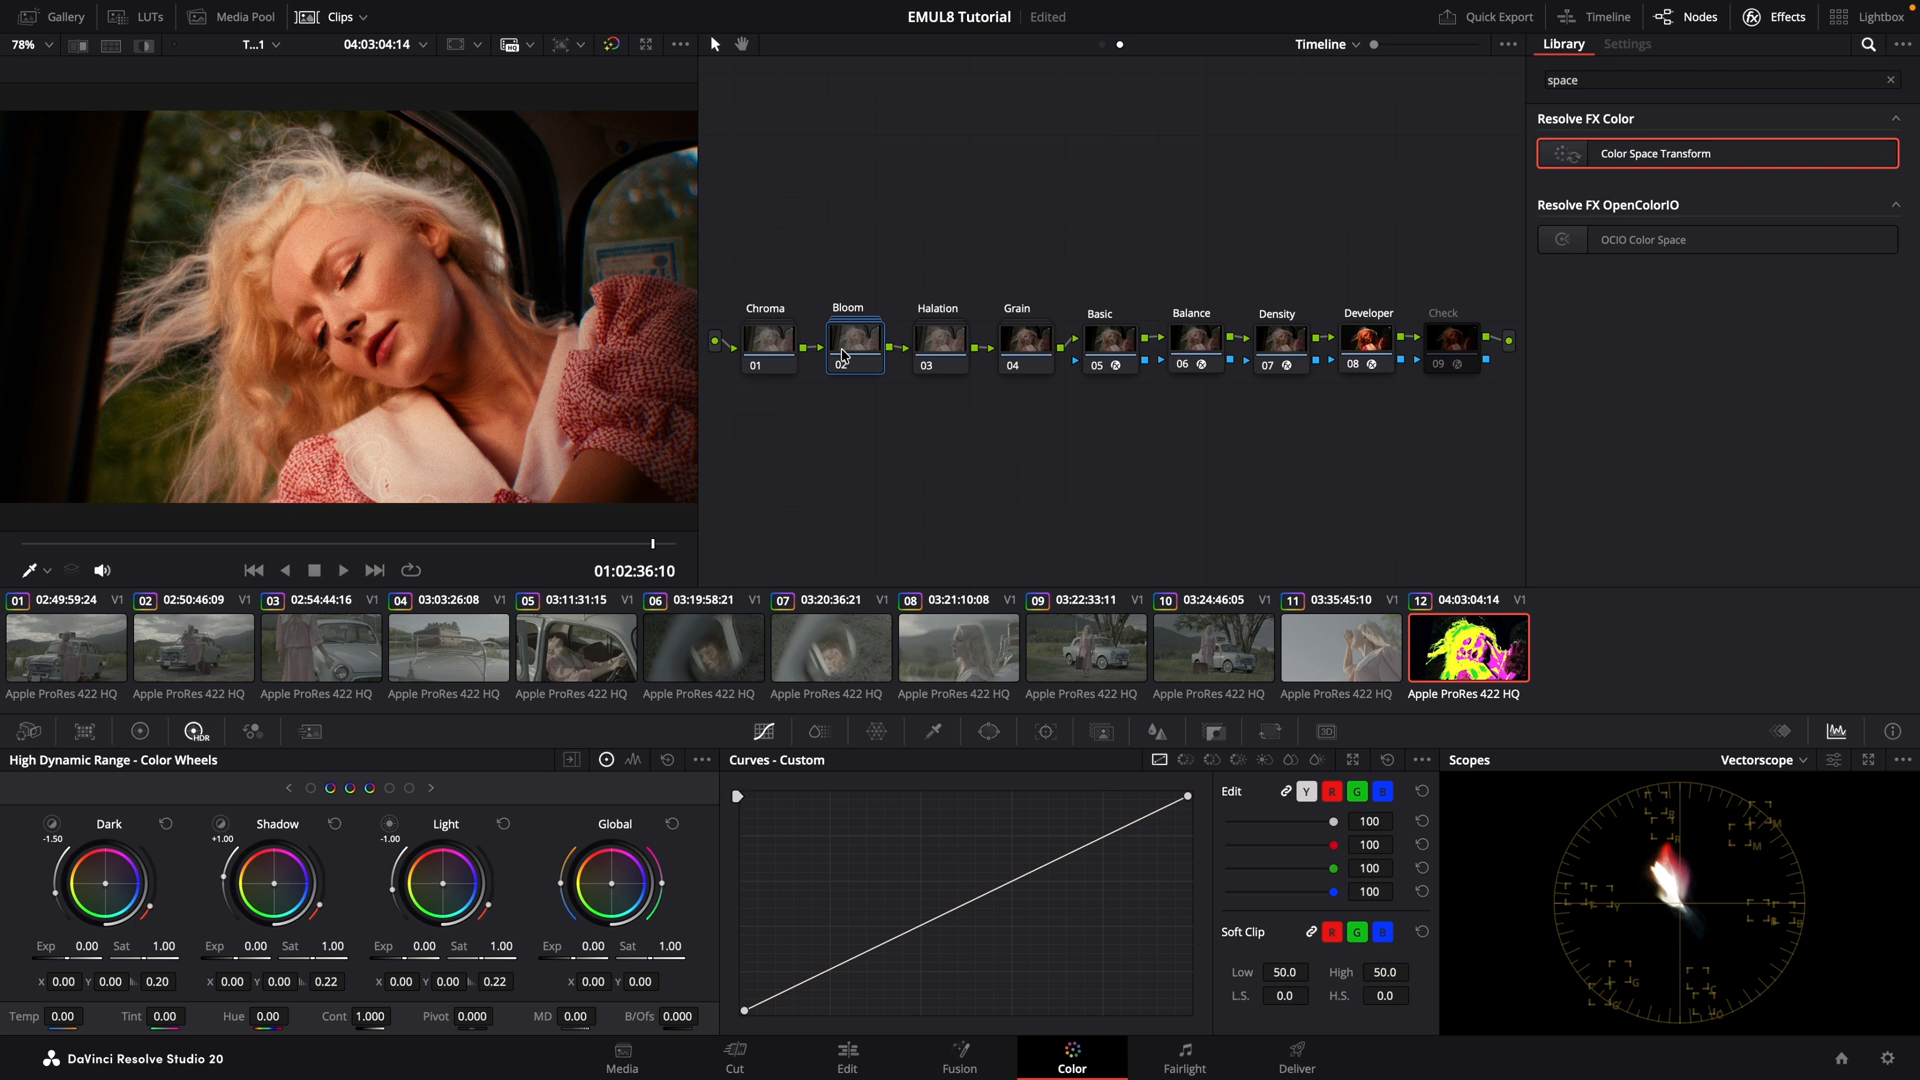 Gallery LUTs Media Pool Clips EMUL8 Tutorial Edited Quick Export Timeline Nodes Effects Lightbox
78% T...1 04:03:04:14 Timeline Library Settings
space
Resolve FX Color
Color Space Transform
Resolve FX OpenColorIO
OCIO Color Space
Chroma Bloom Halation Grain Basic Balance Density Developer Check
01 02 03 04 05 06 07 08 09
01:02:36:10
01 02:49:59:24 V1 02 02:50:46:09 V1 03 02:54:44:16 V1 04 03:03:26:08 V1 05 03:11:31:15 V1 06 03:19:58:21 V1 07 03:20:36:21 V1 08 03:21:10:08 V1 09 03:22:33:11 V1 10 03:24:46:05 V1 11 03:35:45:10 V1 12 04:03:04:14 V1
Apple ProRes 422 HQ Apple ProRes 422 HQ Apple ProRes 422 HQ Apple ProRes 422 HQ Apple ProRes 422 HQ Apple ProRes 422 HQ Apple ProRes 422 HQ Apple ProRes 422 HQ Apple ProRes 422 HQ Apple ProRes 422 HQ Apple ProRes 422 HQ Apple ProRes 422 HQ
HDR 3D
High Dynamic Range - Color Wheels Curves - Custom Scopes Vectorscope
Dark Shadow Light Global
-1.50 +1.00 -1.00
Exp 0.00 Sat 1.00 Exp 0.00 Sat 1.00 Exp 0.00 Sat 1.00 Exp 0.00 Sat 1.00
X 0.00 Y 0.00 0.20 X 0.00 Y 0.00 0.22 X 0.00 Y 0.00 0.22 X 0.00 Y 0.00
Temp 0.00 Tint 0.00 Hue 0.00 Cont 1.000 Pivot 0.000 MD 0.00 B/Ofs 0.000
Edit Y R G B
100
100
100
100
Soft Clip R G B
Low 50.0 High 50.0
L.S. 0.0 H.S. 0.0
DaVinci Resolve Studio 20 Media Cut Edit Fusion Color Fairlight Deliver